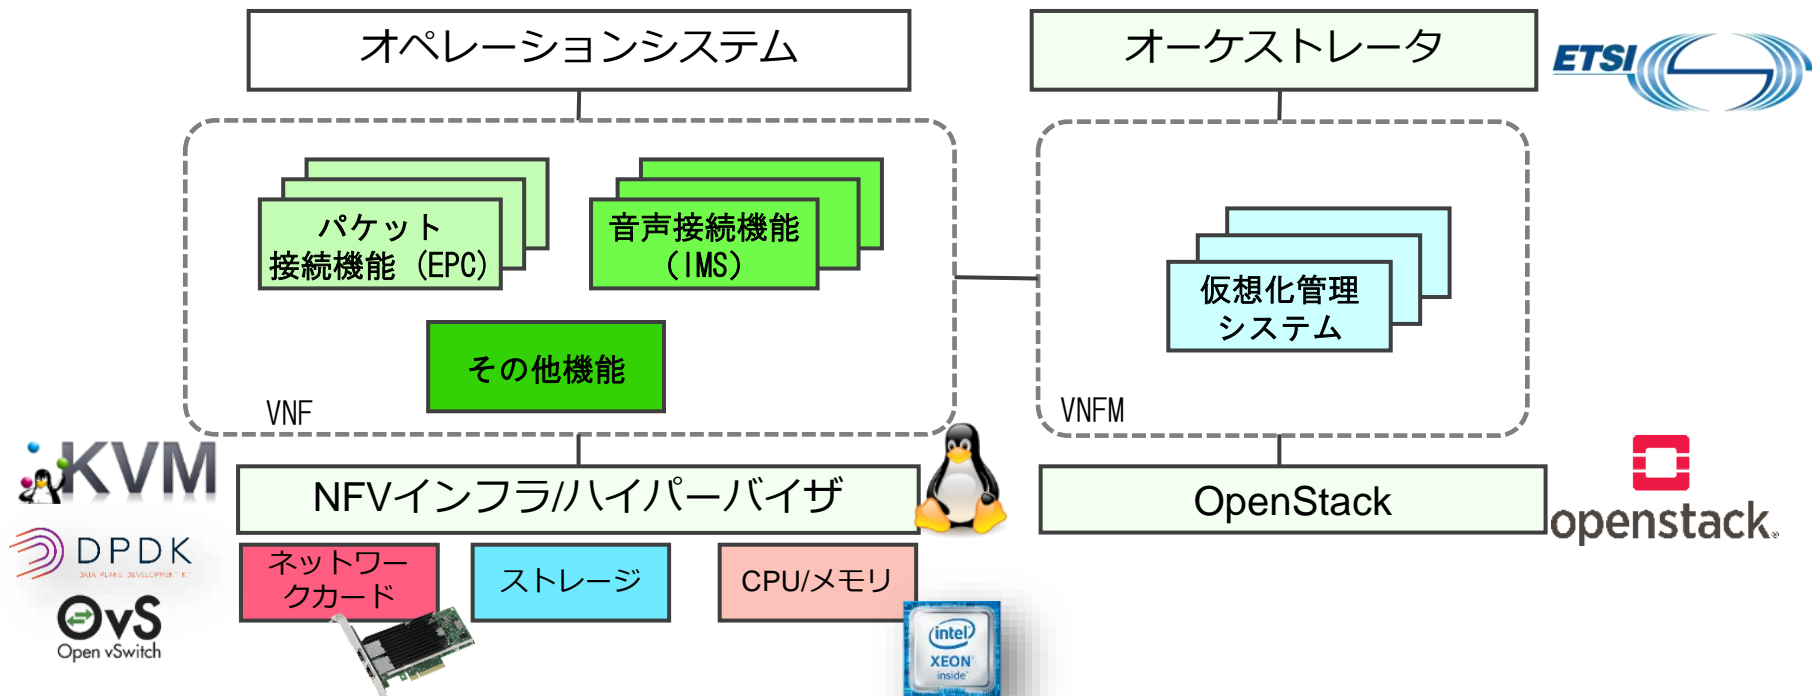 オペレーションシステム
オーケストレータ
ETSI
パケット
接続機能 (EPC)
音声接続機能
（IMS）
仮想化管理
システム
その他機能
VNF
VNFM
KVM
NFVインフラ/ハイパーバイザ
OpenStack
openstack.
DPDK
DATA PLANE DEVELOPMENT KIT
ネットワー
クカード
ストレージ
CPU/メモリ
OvS
Open vSwitch
intel
XEON
inside